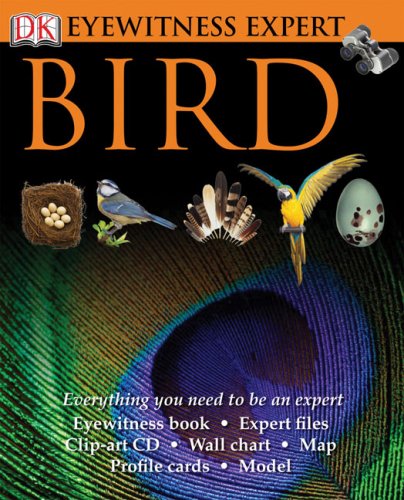 DK EYEWITNESS EXPERT
BIRD
Everything you need to be an expert
Eyewitness book • Expert files
Clip-art CD • Wall chart • Map
Profile cards • Model